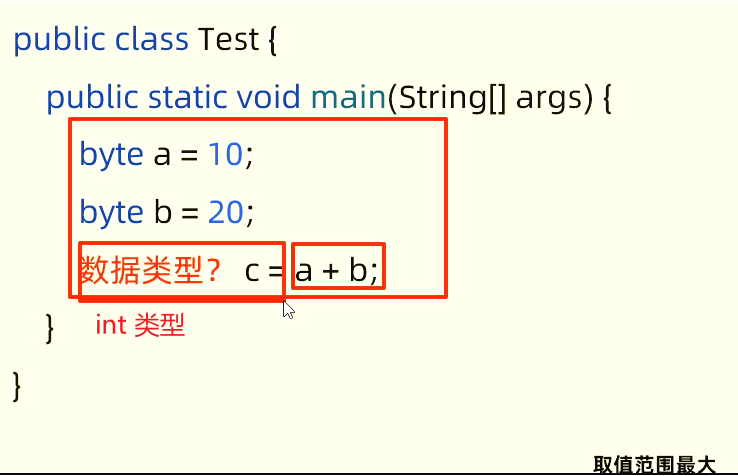 public class Test {
public static void main(String[] args) {
byte a = 10;
byte b = 20;
数据类型？ c = a + b;
} int 类型
}
取值范围最大